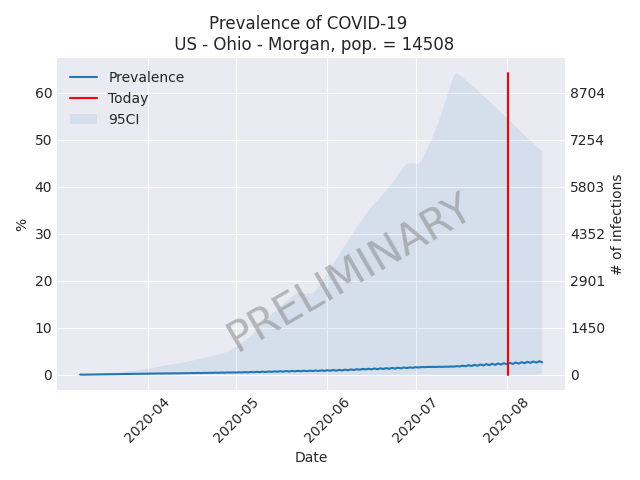 Prevalence of COVID-19
US - Ohio - Morgan, pop. = 14508
Prevalence
Today
95CI
60
50
40
30
20
10
0
%
8704
7254
5803
4352
2901
1450
0
# of infections
PRELIMINARY
2020-04
2020-05
2020-06
2020-07
2020-08
Date